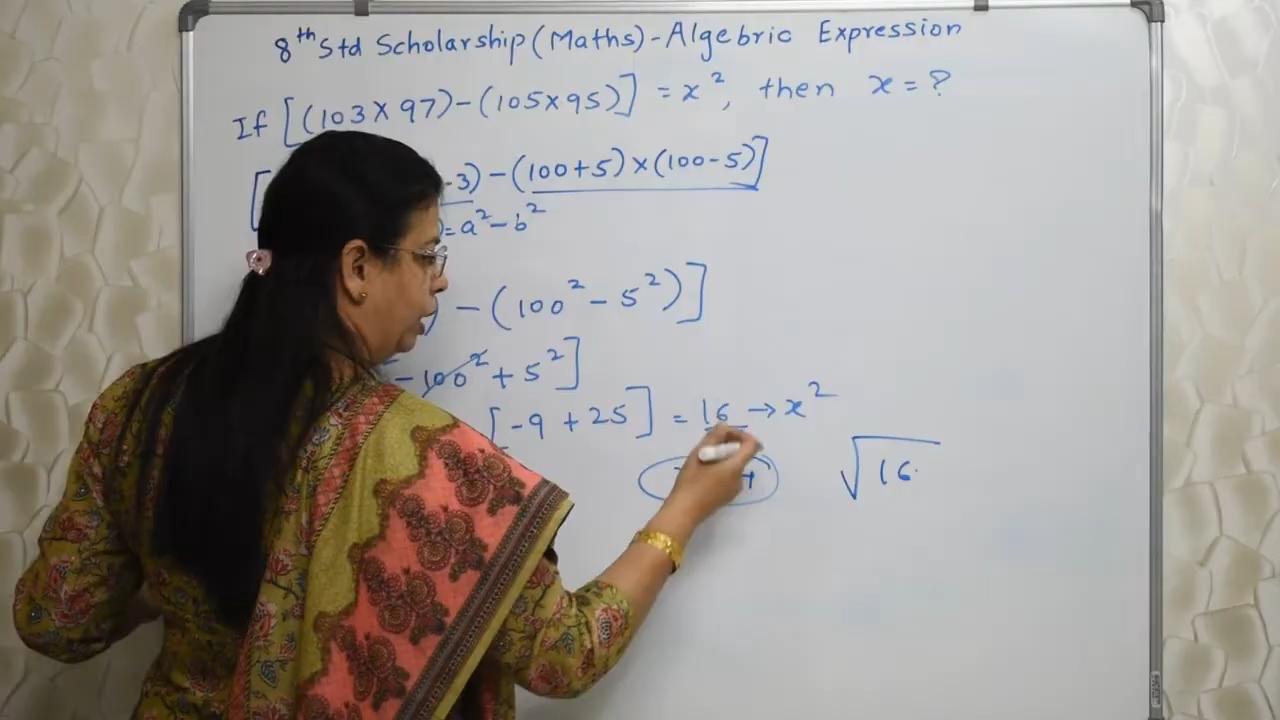 8th Std Scholarship (Maths) - Algebric Expression
If [(103 × 97) - (105 × 95)] = x², then x = ?
[ -3) - (100+5) × (100-5)]
) = a² - b²
) - (100² - 5²)]
- 100² + 5²]
[-9 + 25] = 16 → x²
√16